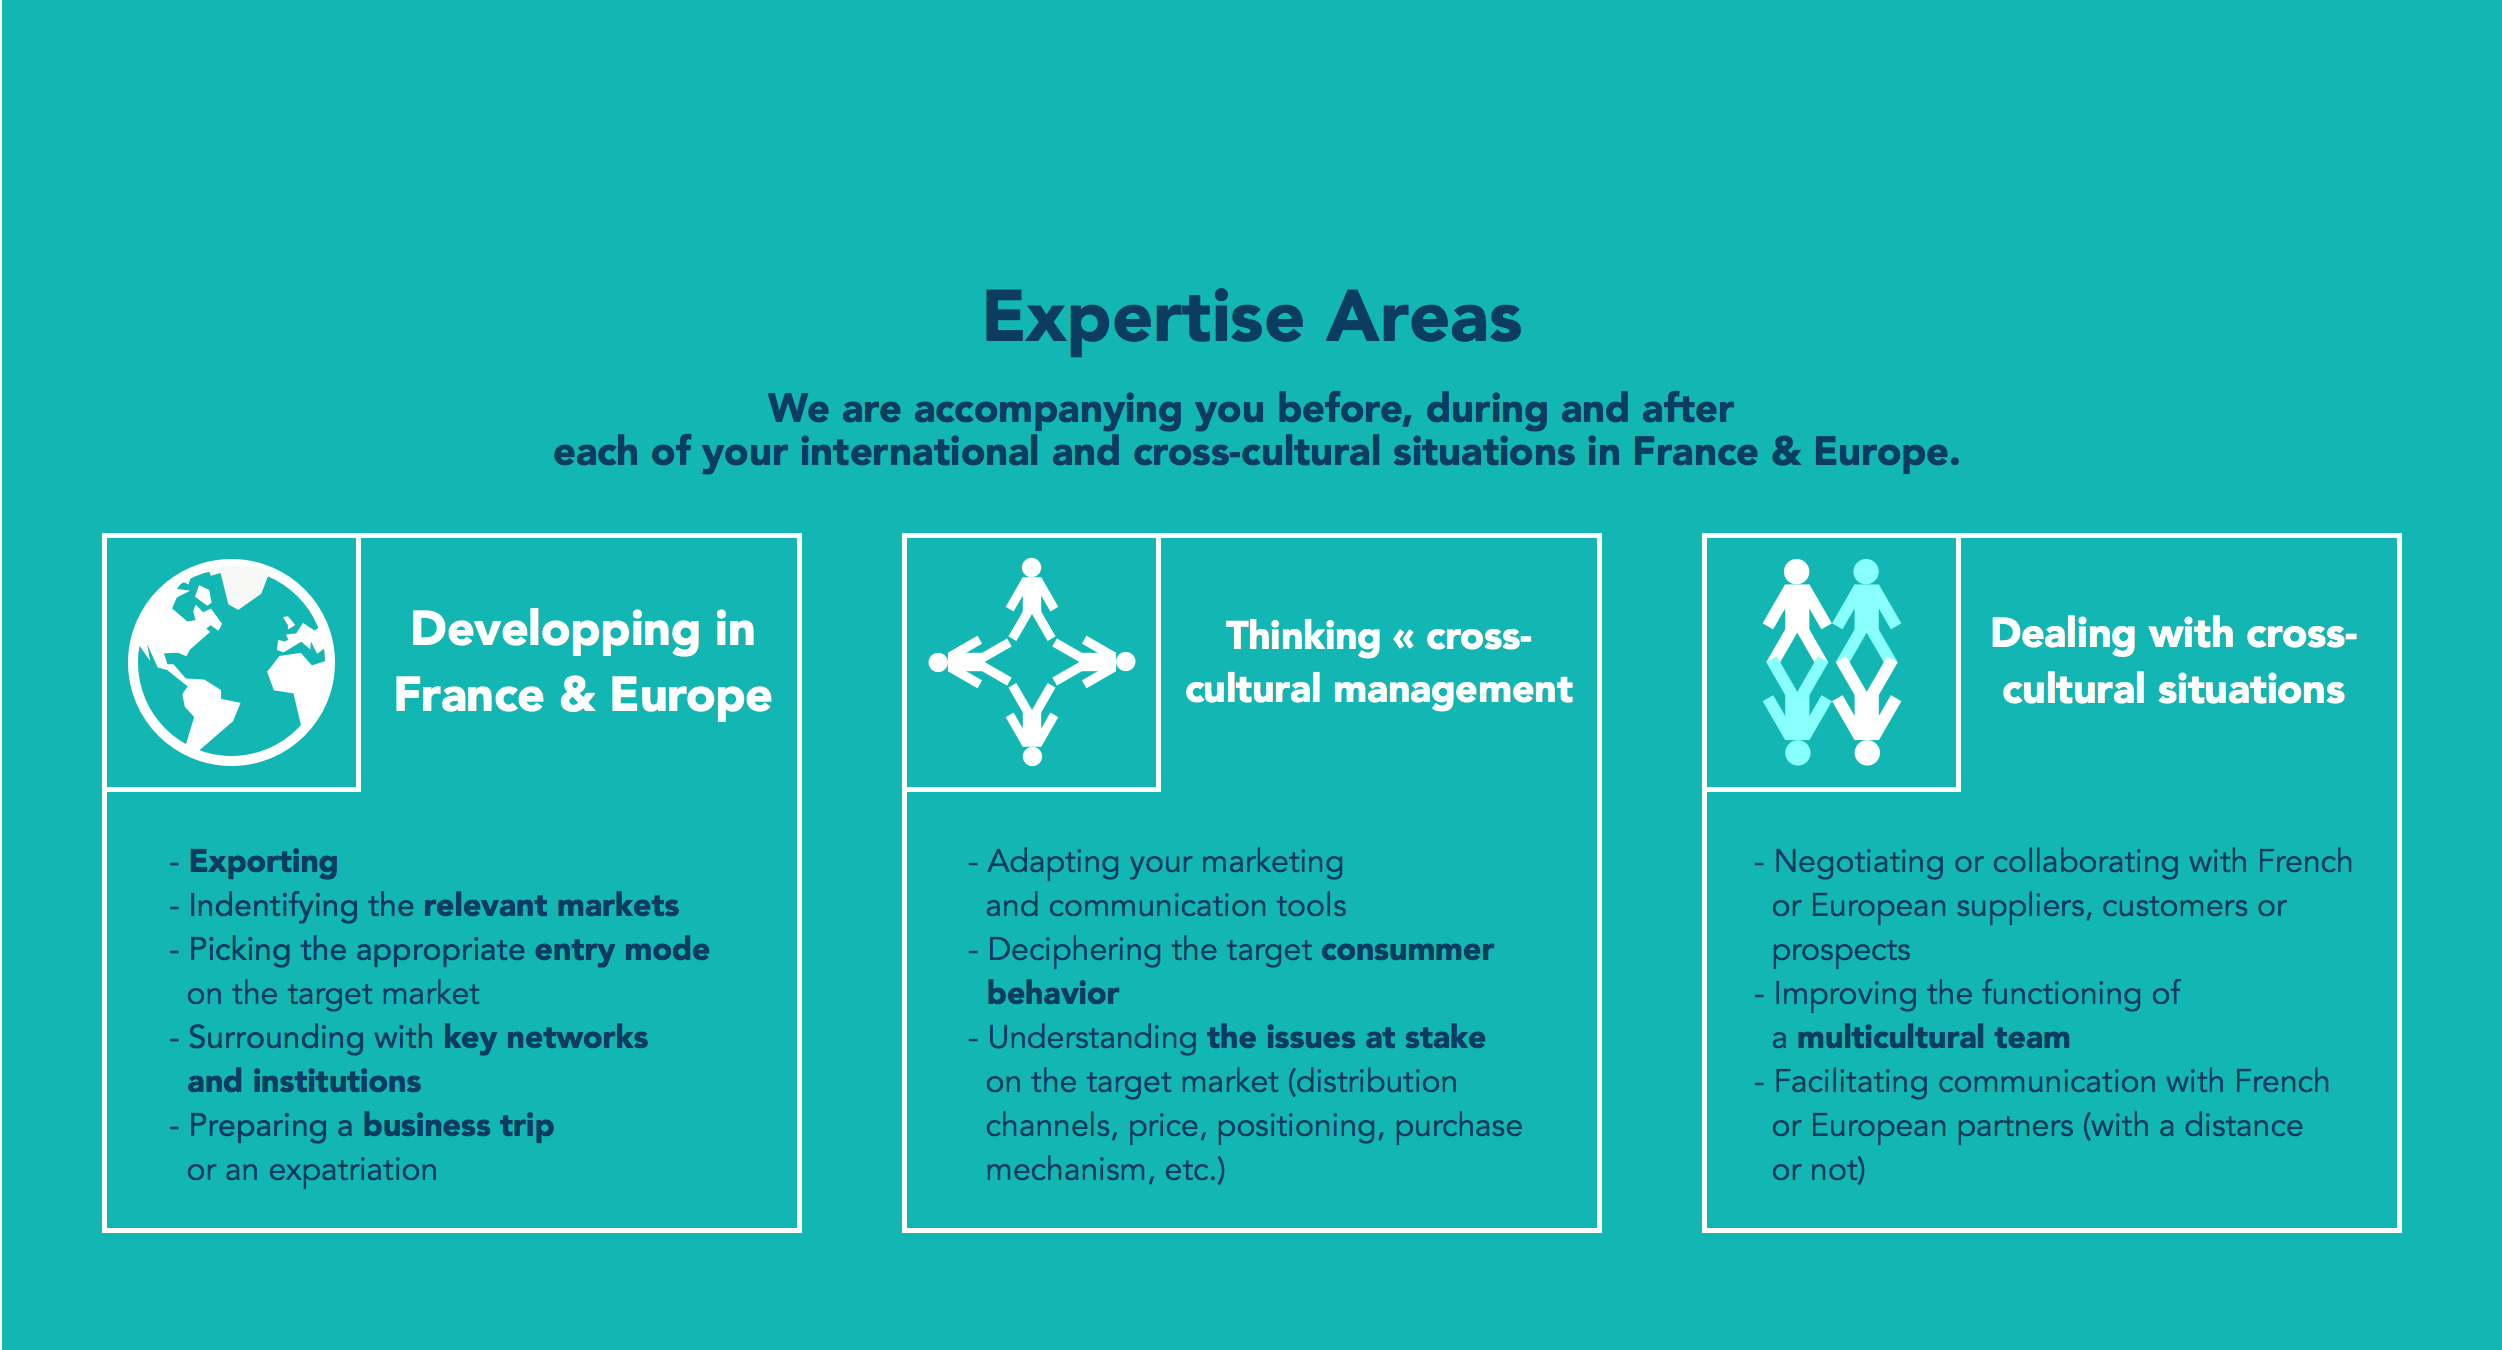 Expertise Areas
We are accompanying you before, during and after
each of your international and cross-cultural situations in France & Europe.
Developping in
France & Europe
- Exporting
- Indentifying the relevant markets
- Picking the appropriate entry mode
on the target market
- Surrounding with key networks
and institutions
- Preparing a business trip
or an expatriation
Thinking « cross-
cultural management
- Adapting your marketing
and communication tools
- Deciphering the target consummer
behavior
- Understanding the issues at stake
on the target market (distribution
channels, price, positioning, purchase
mechanism, etc.)
Dealing with cross-
cultural situations
- Negotiating or collaborating with French
or European suppliers, customers or
prospects
- Improving the functioning of
a multicultural team
- Facilitating communication with French
or European partners (with a distance
or not)